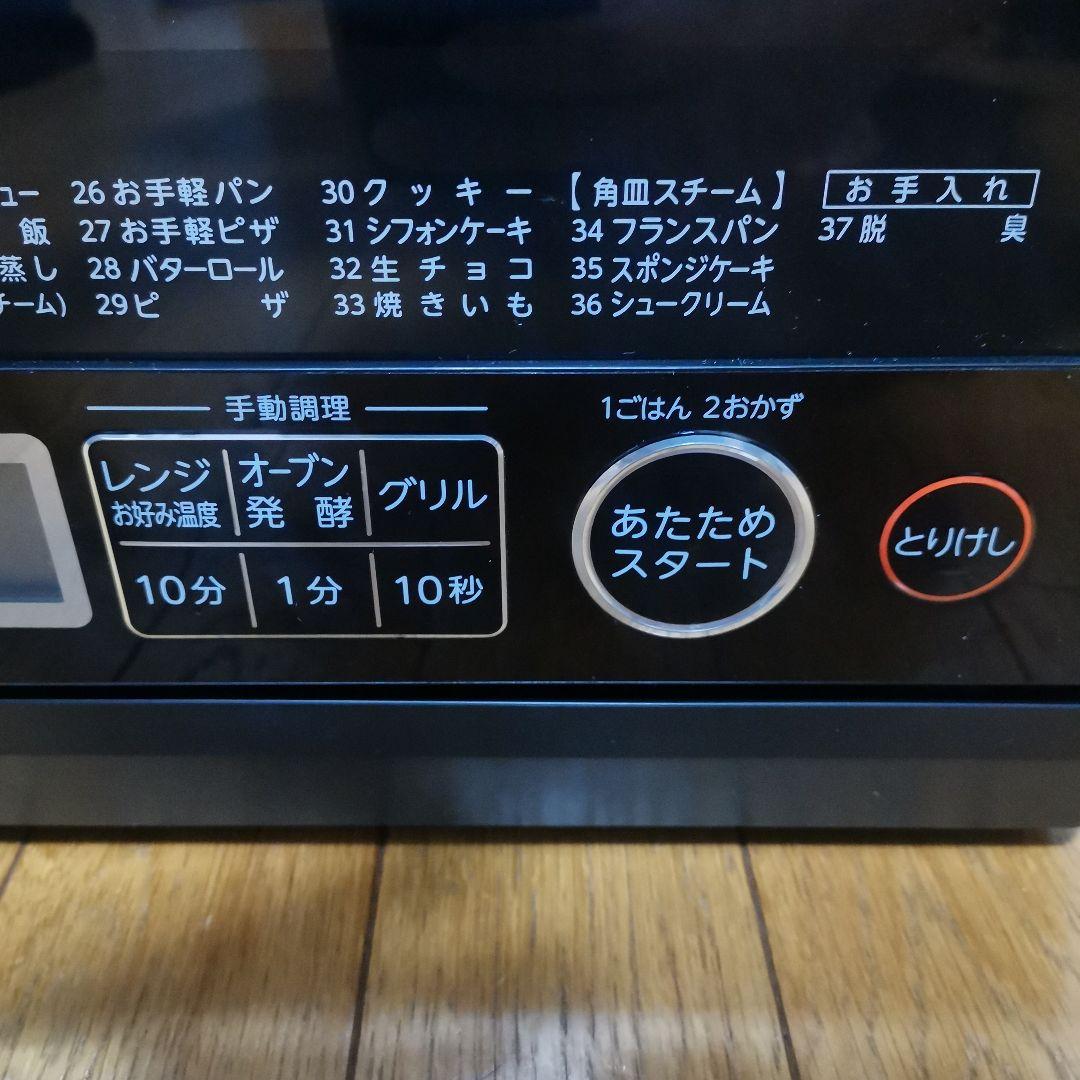 ュー 26お手軽パン 30クッキー 【角皿スチーム】 お手入れ
飯 27お手軽ピザ 31シフォンケーキ 34フランスパン 37脱臭
蒸し 28バターロール 32生チョコ 35スポンジケーキ
チーム) 29ピザ 33焼きいも 36シュークリーム
手動調理 1ごはん 2おかず
レンジ オーブン グリル
お好み温度 発酵
あたため
スタート
とりけし
10分 1分 10秒